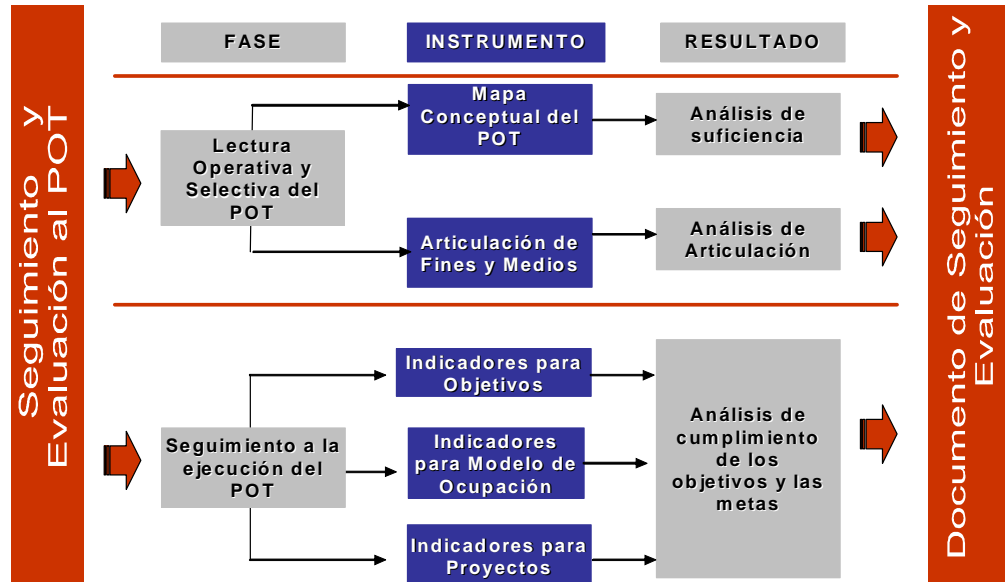 Seguimiento y
Evaluación al POT
FASE
INSTRUMENTO
RESULTADO
Lectura
Operativa y
Selectiva del
POT
Mapa
Conceptual del
POT
Análisis de
suficiencia
Articulación de
Fines y Medios
Análisis de
Articulación
Seguimiento a la
ejecución del
POT
Indicadores para
Objetivos
Indicadores
para Modelo de
Ocupación
Indicadores para
Proyectos
Análisis de
cumplimiento
de los
objetivos y las
metas
Documento de Seguimiento y
Evaluación